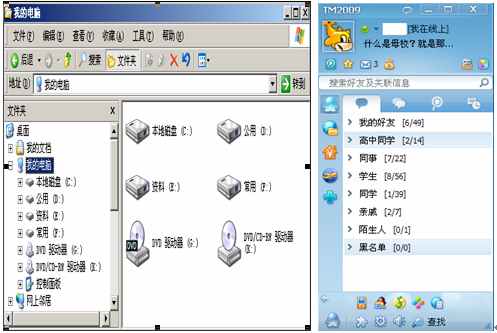 我的电脑
文件(F) 编辑(E) 查看(V) 收藏(A) 工具(T) 帮助(H)
后退 搜索 文件夹
地址(D) 我的电脑 转到
文件夹 X
桌面
我的文档
我的电脑
本地磁盘 (C:)
公用 (D:)
资料 (E:)
常用 (F:)
DVD 驱动器 (G:)
DVD/CD-RW 驱动器 (K:)
控制面板
网上邻居
本地磁盘 (C:) 公用 (D:)
资料 (E:) 常用 (F:)
DVD DVD 驱动器 (G:) DVD/CD-RW 驱动器
(K:)
TM2009
[我在线上]
什么是母校？就是那...
3
搜索好友及关联信息
我的好友 [6/49]
高中同学 [2/14]
同事 [7/22]
学生 [8/56]
同学 [1/39]
亲戚 [2/7]
陌生人 [0/1]
黑名单 [0/0]
查找